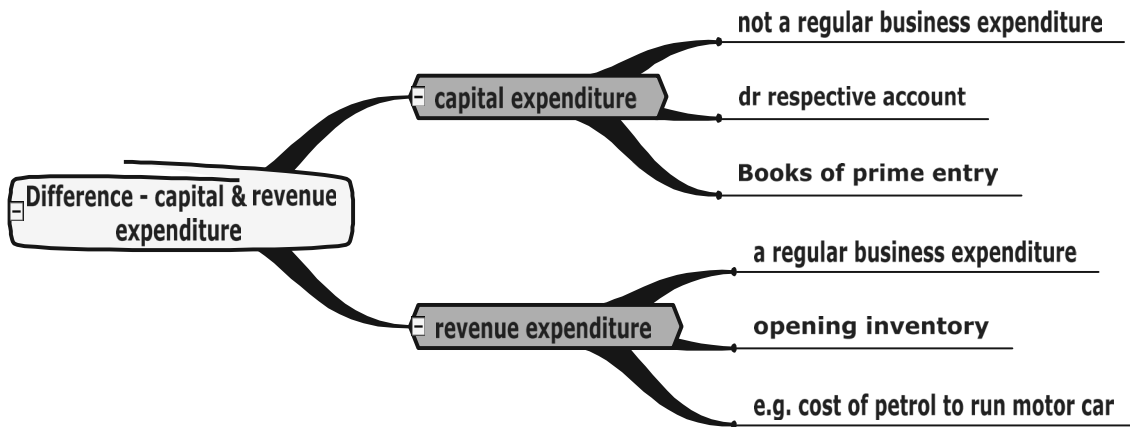 Difference - capital & revenue
expenditure
capital expenditure
not a regular business expenditure
dr respective account
Books of prime entry
revenue expenditure
a regular business expenditure
opening inventory
e.g. cost of petrol to run motor car